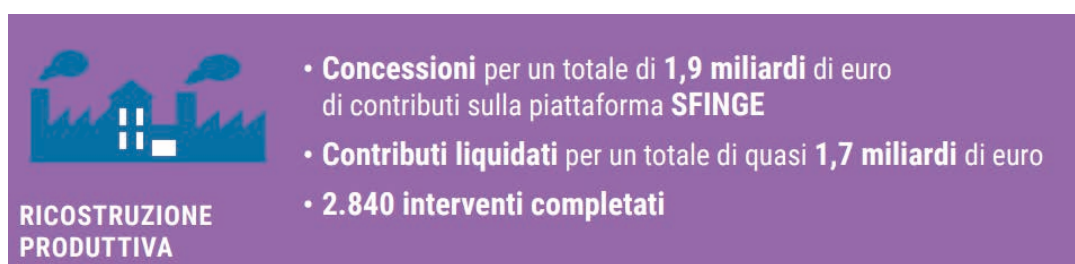 • Concessioni per un totale di 1,9 miliardi di euro
di contributi sulla piattaforma SFINGE
• Contributi liquidati per un totale di quasi 1,7 miliardi di euro
• 2.840 interventi completati
RICOSTRUZIONE
PRODUTTIVA